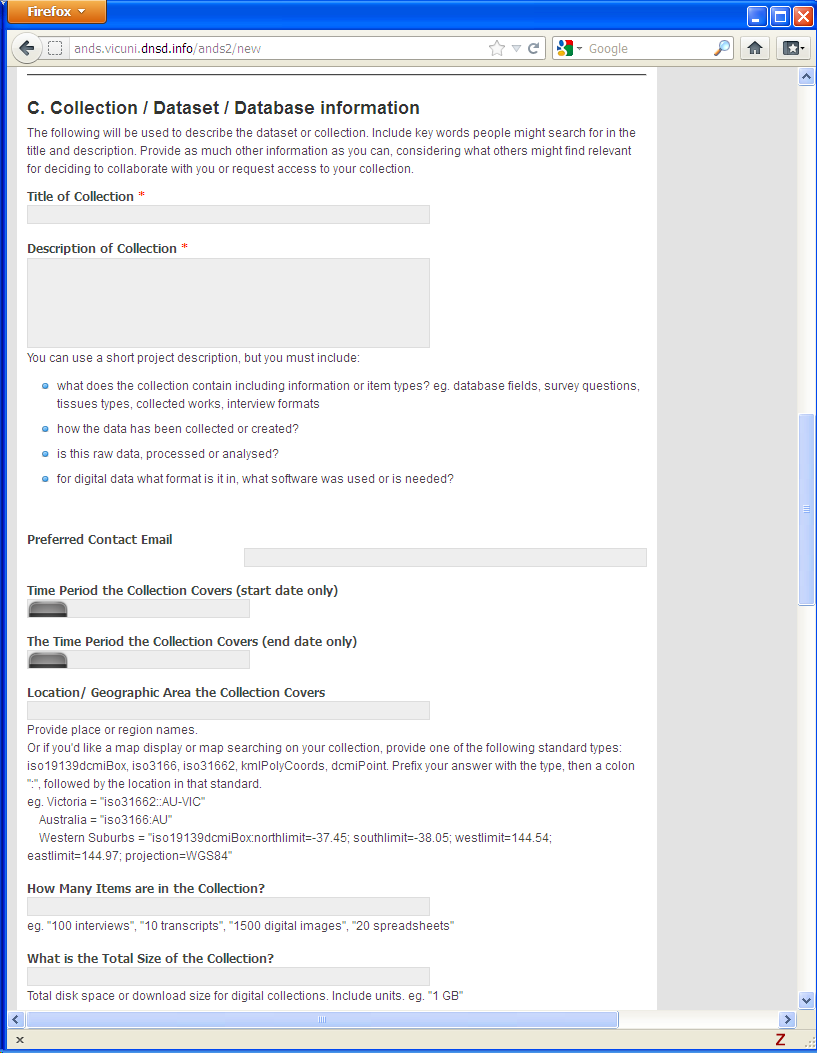 Firefox
ands.vicuni.dnsd.info/ands2/new
Google
C. Collection / Dataset / Database information
The following will be used to describe the dataset or collection. Include key words people might search for in the
title and description. Provide as much other information as you can, considering what others might find relevant
for deciding to collaborate with you or request access to your collection.
Title of Collection *
Description of Collection *
You can use a short project description, but you must include:
what does the collection contain including information or item types? eg. database fields, survey questions,
tissues types, collected works, interview formats
how the data has been collected or created?
is this raw data, processed or analysed?
for digital data what format is it in, what software was used or is needed?
Preferred Contact Email
Time Period the Collection Covers (start date only)
The Time Period the Collection Covers (end date only)
Location/ Geographic Area the Collection Covers
Provide place or region names.
Or if you'd like a map display or map searching on your collection, provide one of the following standard types:
iso19139dcmiBox, iso3166, iso31662, kmlPolyCoords, dcmiPoint. Prefix your answer with the type, then a colon
":", followed by the location in that standard.
eg. Victoria = "iso31662::AU-VIC"
Australia = "iso3166:AU"
Western Suburbs = "iso19139dcmiBox:northlimit=-37.45; southlimit=-38.05; westlimit=144.54;
eastlimit=144.97; projection=WGS84"
How Many Items are in the Collection?
eg. "100 interviews", "10 transcripts", "1500 digital images", "20 spreadsheets"
What is the Total Size of the Collection?
Total disk space or download size for digital collections. Include units. eg. "1 GB"
x
Z